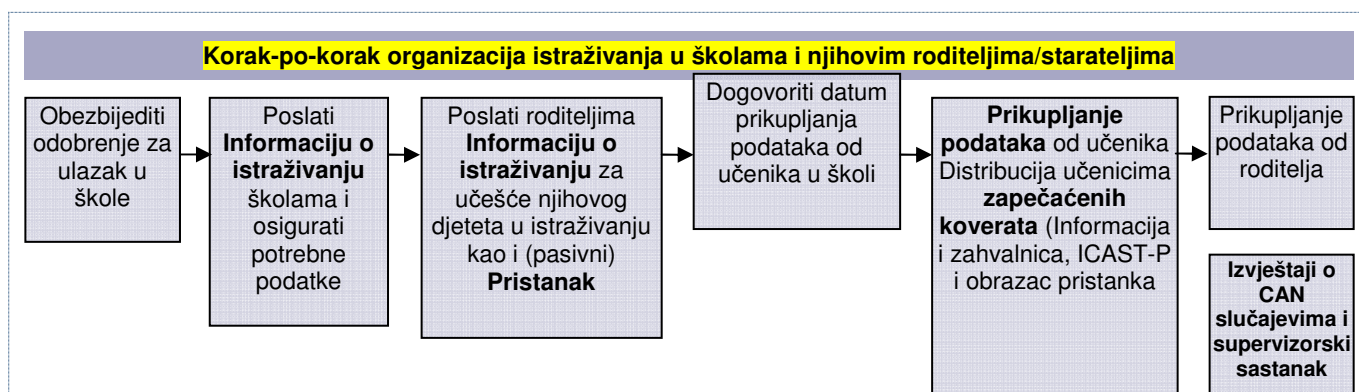 Korak-po-korak organizacija istraživanja u školama i njihovim roditeljima/starateljima
Obezbijediti
odobrenje za
ulazak u
škole
Poslati
Informaciju o
istraživanju
školama i
osigurati
potrebne
podatke
Poslati roditeljima
Informaciju o
istraživanju za
učešće njihovog
djeteta u istraživanju
kao i (pasivni)
Pristanak
Dogovoriti datum
prikupljanja
podataka od
učenika u školi
Prikupljanje
podataka od učenika
Distribucija učenicima
zapečaćenih
koverata (Informacija
i zahvalnica, ICAST-P
i obrazac pristanka
Prikupljanje
podataka od
roditelja
Izvještaji o
CAN
slučajevima i
supervizorski
sastanak